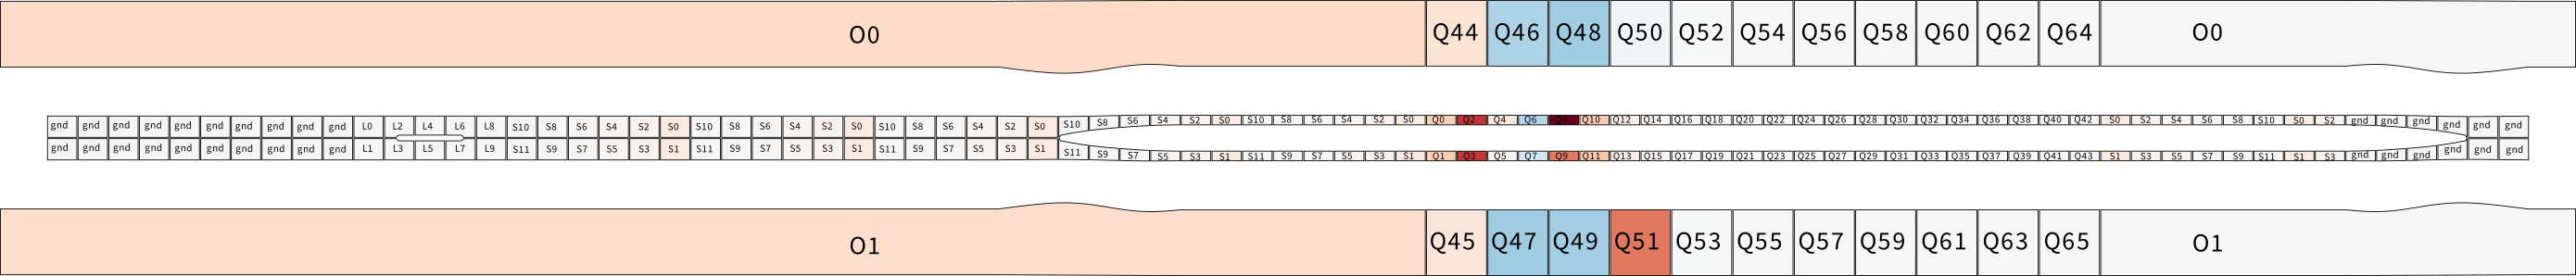 O0 Q44 Q46 Q48 Q50 Q52 Q54 Q56 Q58 Q60 Q62 Q64 O0
gnd gnd gnd gnd gnd gnd gnd gnd gnd gnd L0 L2 L4 L6 L8 S10 S8 S6 S4 S2 S0 S10 S8 S6 S4 S2 S0 S10 S8 S6 S4 S2 S0 S10 S8 S6 S4 S2 S0 S10 S8 S6 S4 S2 S0 Q0 Q2 Q4 Q6 Q8 Q10 Q12 Q14 Q16 Q18 Q20 Q22 Q24 Q26 Q28 Q30 Q32 Q34 Q36 Q38 Q40 Q42 S0 S2 S4 S6 S8 S10 S0 S2 gnd gnd gnd gnd gnd gnd
gnd gnd gnd gnd gnd gnd gnd gnd gnd gnd L1 L3 L5 L7 L9 S11 S9 S7 S5 S3 S1 S11 S9 S7 S5 S3 S1 S11 S9 S7 S5 S3 S1 S11 S9 S7 S5 S3 S1 S11 S9 S7 S5 S3 S1 Q1 Q3 Q5 Q7 Q9 Q11 Q13 Q15 Q17 Q19 Q21 Q23 Q25 Q27 Q29 Q31 Q33 Q35 Q37 Q39 Q41 Q43 S1 S3 S5 S7 S9 S11 S1 S3 gnd gnd gnd gnd gnd gnd
O1 Q45 Q47 Q49 Q51 Q53 Q55 Q57 Q59 Q61 Q63 Q65 O1